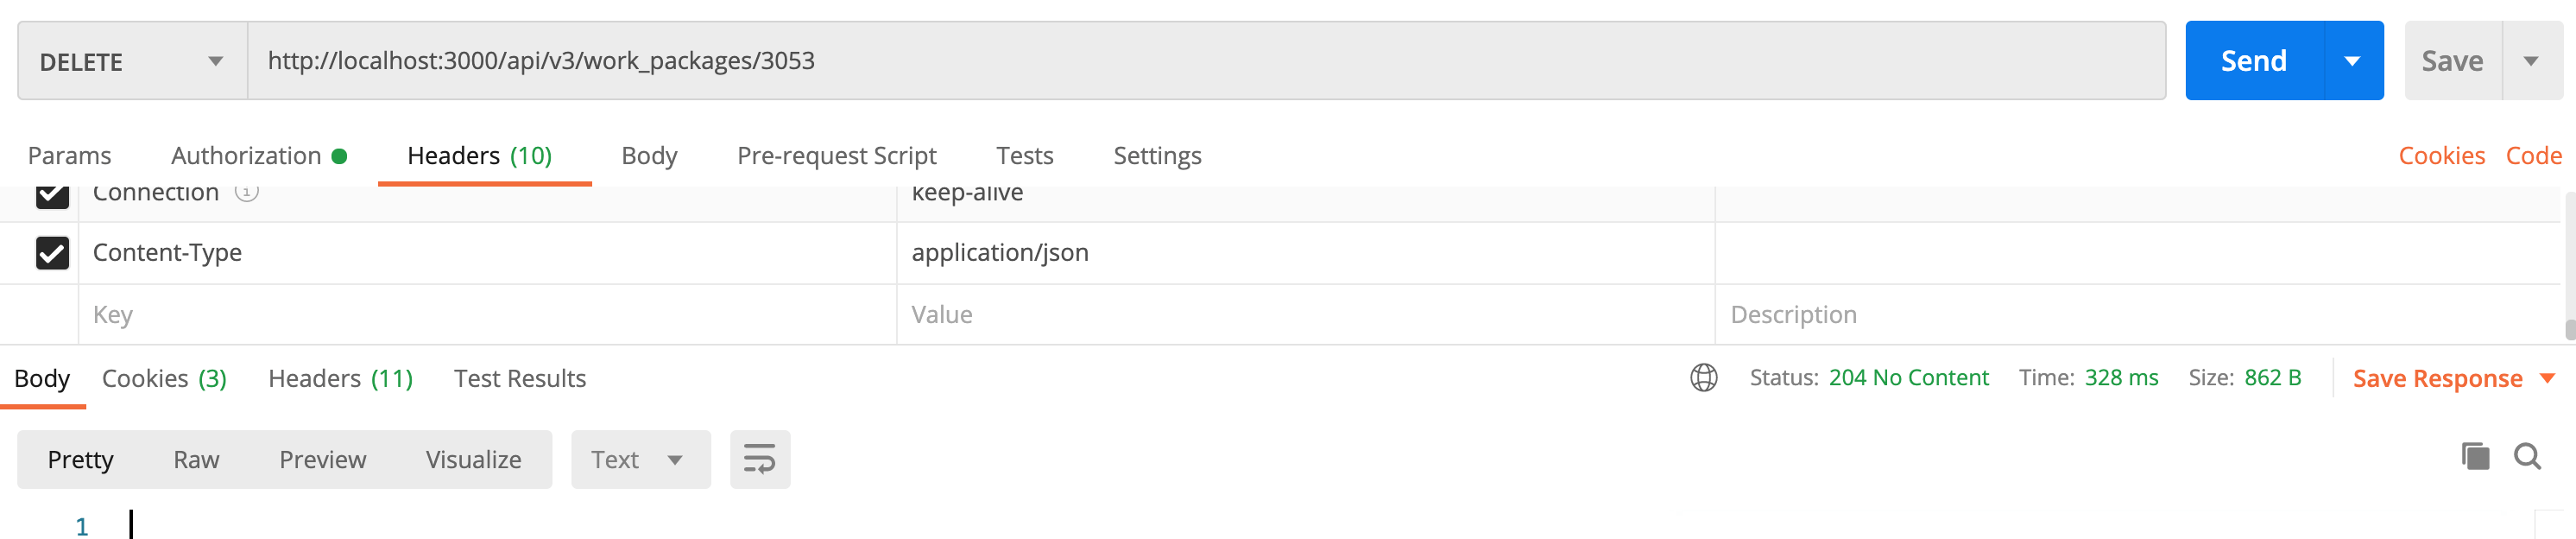 DELETE http://localhost:3000/api/v3/work_packages/3053 Send Save
Params Authorization Headers (10) Body Pre-request Script Tests Settings Cookies Code
Connection keep-alive
Content-Type application/json
Key Value Description
Body Cookies (3) Headers (11) Test Results Status: 204 No Content Time: 328 ms Size: 862 B Save Response
Pretty Raw Preview Visualize Text
1